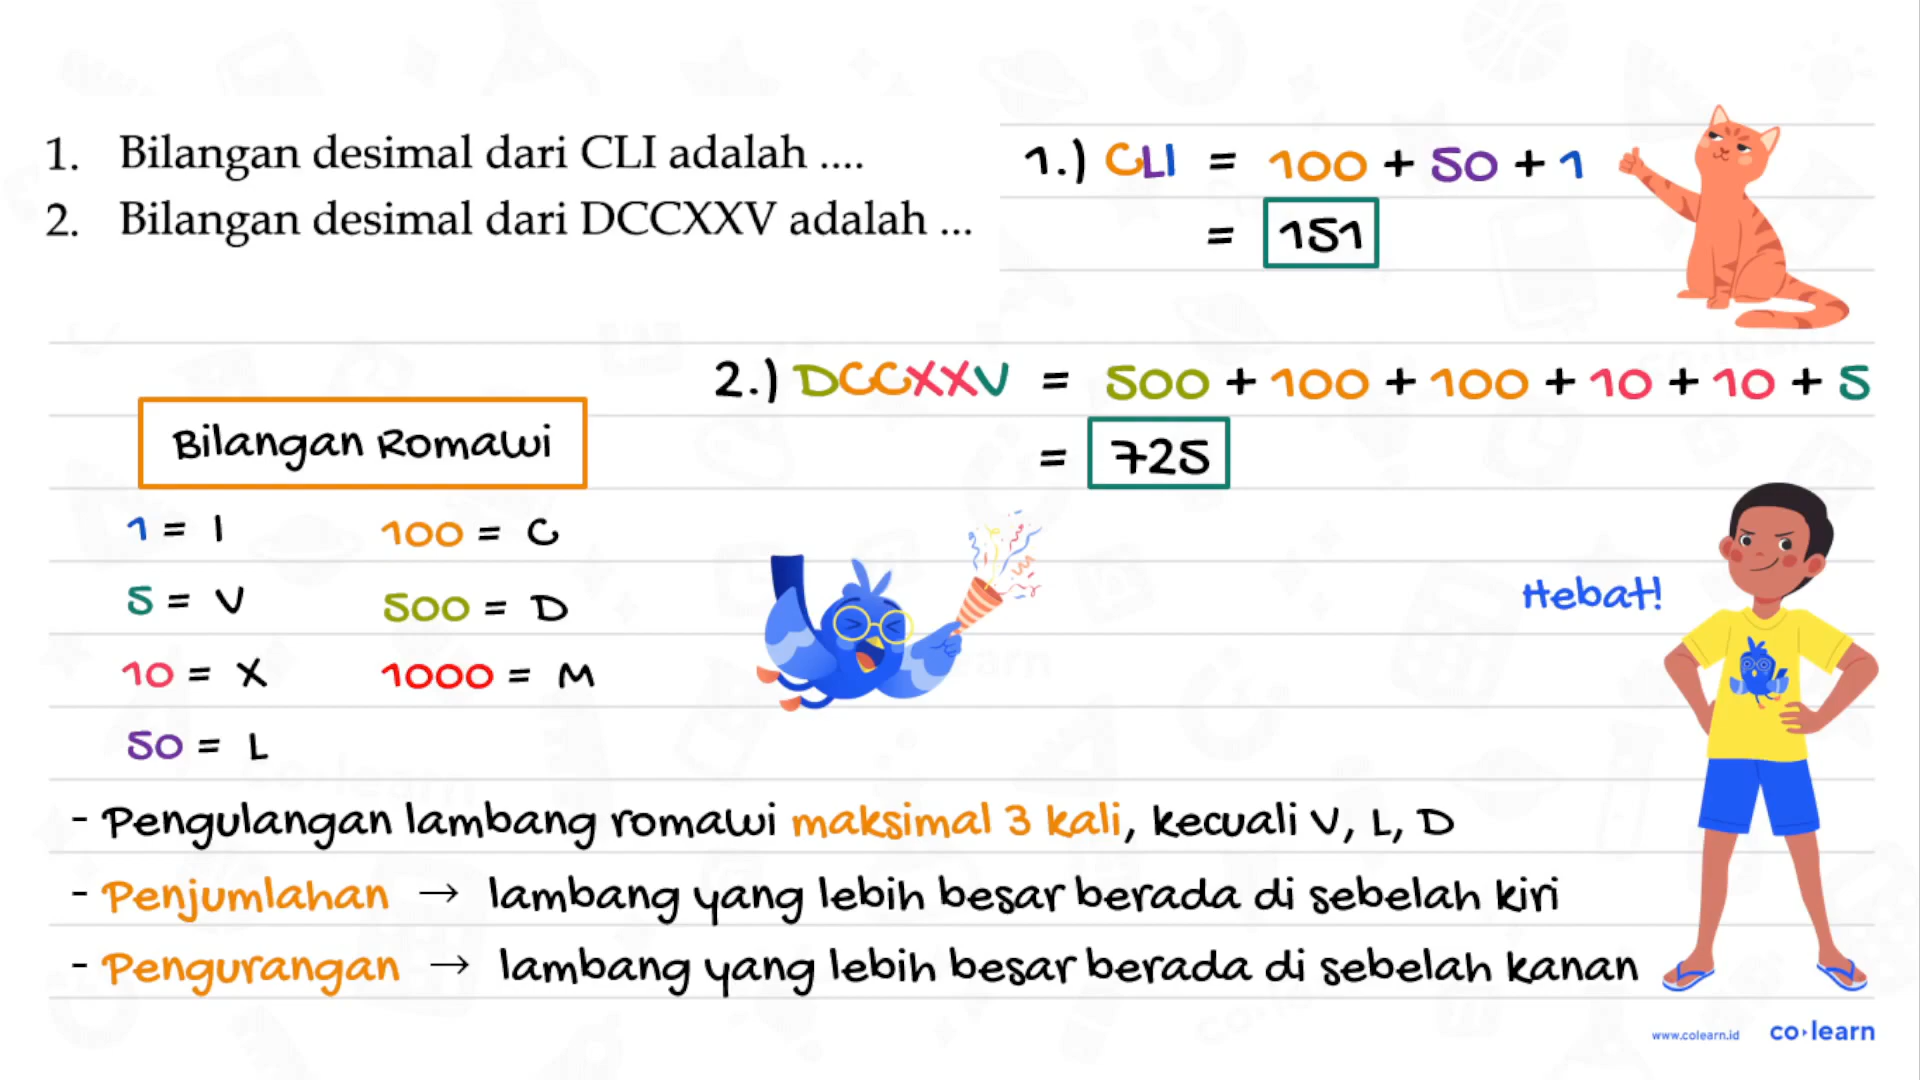 1. Bilangan desimal dari CLI adalah ....
2. Bilangan desimal dari DCCXXV adalah ...
1.) CLI = 100 + 50 + 1
= 151
2.) DCCXXV = 500 + 100 + 100 + 10 + 10 + 5
= 725
Bilangan Romawi
1 = I
100 = C
5 = V
500 = D
10 = X
1000 = M
50 = L
Hebat!
- Pengulangan lambang romawi maksimal 3 kali, kecuali V, L, D
- Penjumlahan → lambang yang lebih besar berada di sebelah kiri
- Pengurangan → lambang yang lebih besar berada di sebelah kanan
www.colearn.id co·learn